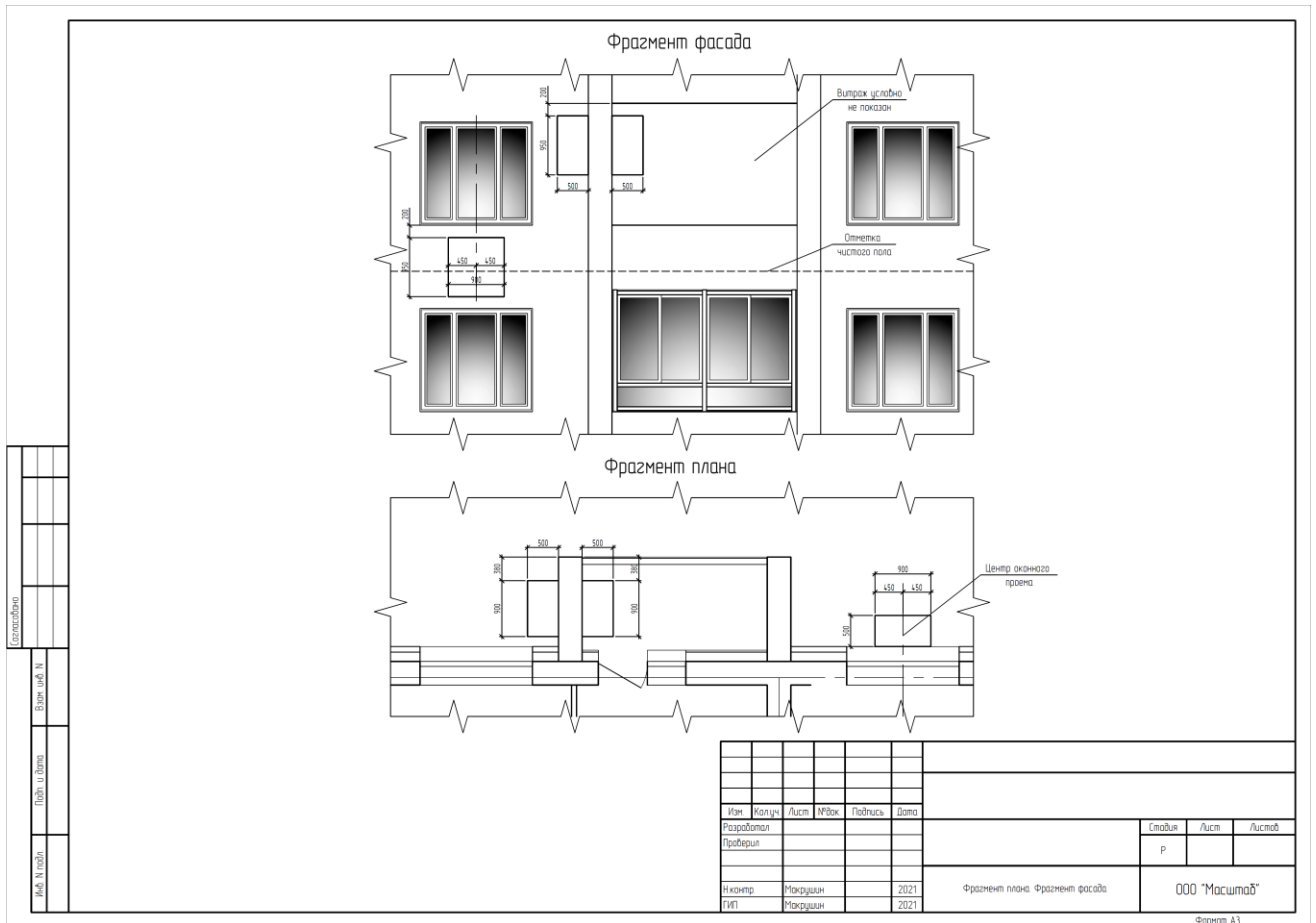 Фрагмент фасада
200
Витраж условно
не показан
950
500
500
200
Отметка
чистого пола
450
450
950
900
Фрагмент плана
500
500
380
380
900
Центр оконного
проема
450
450
900
900
500
Согласовано
Взам. инв. N
Подп. и дата
Инв. N подл.
Изм.
Кол.уч.
Лист
№док.
Подпись
Дата
Разработал
Стадия
Лист
Листов
Проверил
Р
Н.контр.
Макрушин
2021
Фрагмент плана. Фрагмент фасада.
ООО "Масштаб"
ГИП
Макрушин
2021
Формат А3